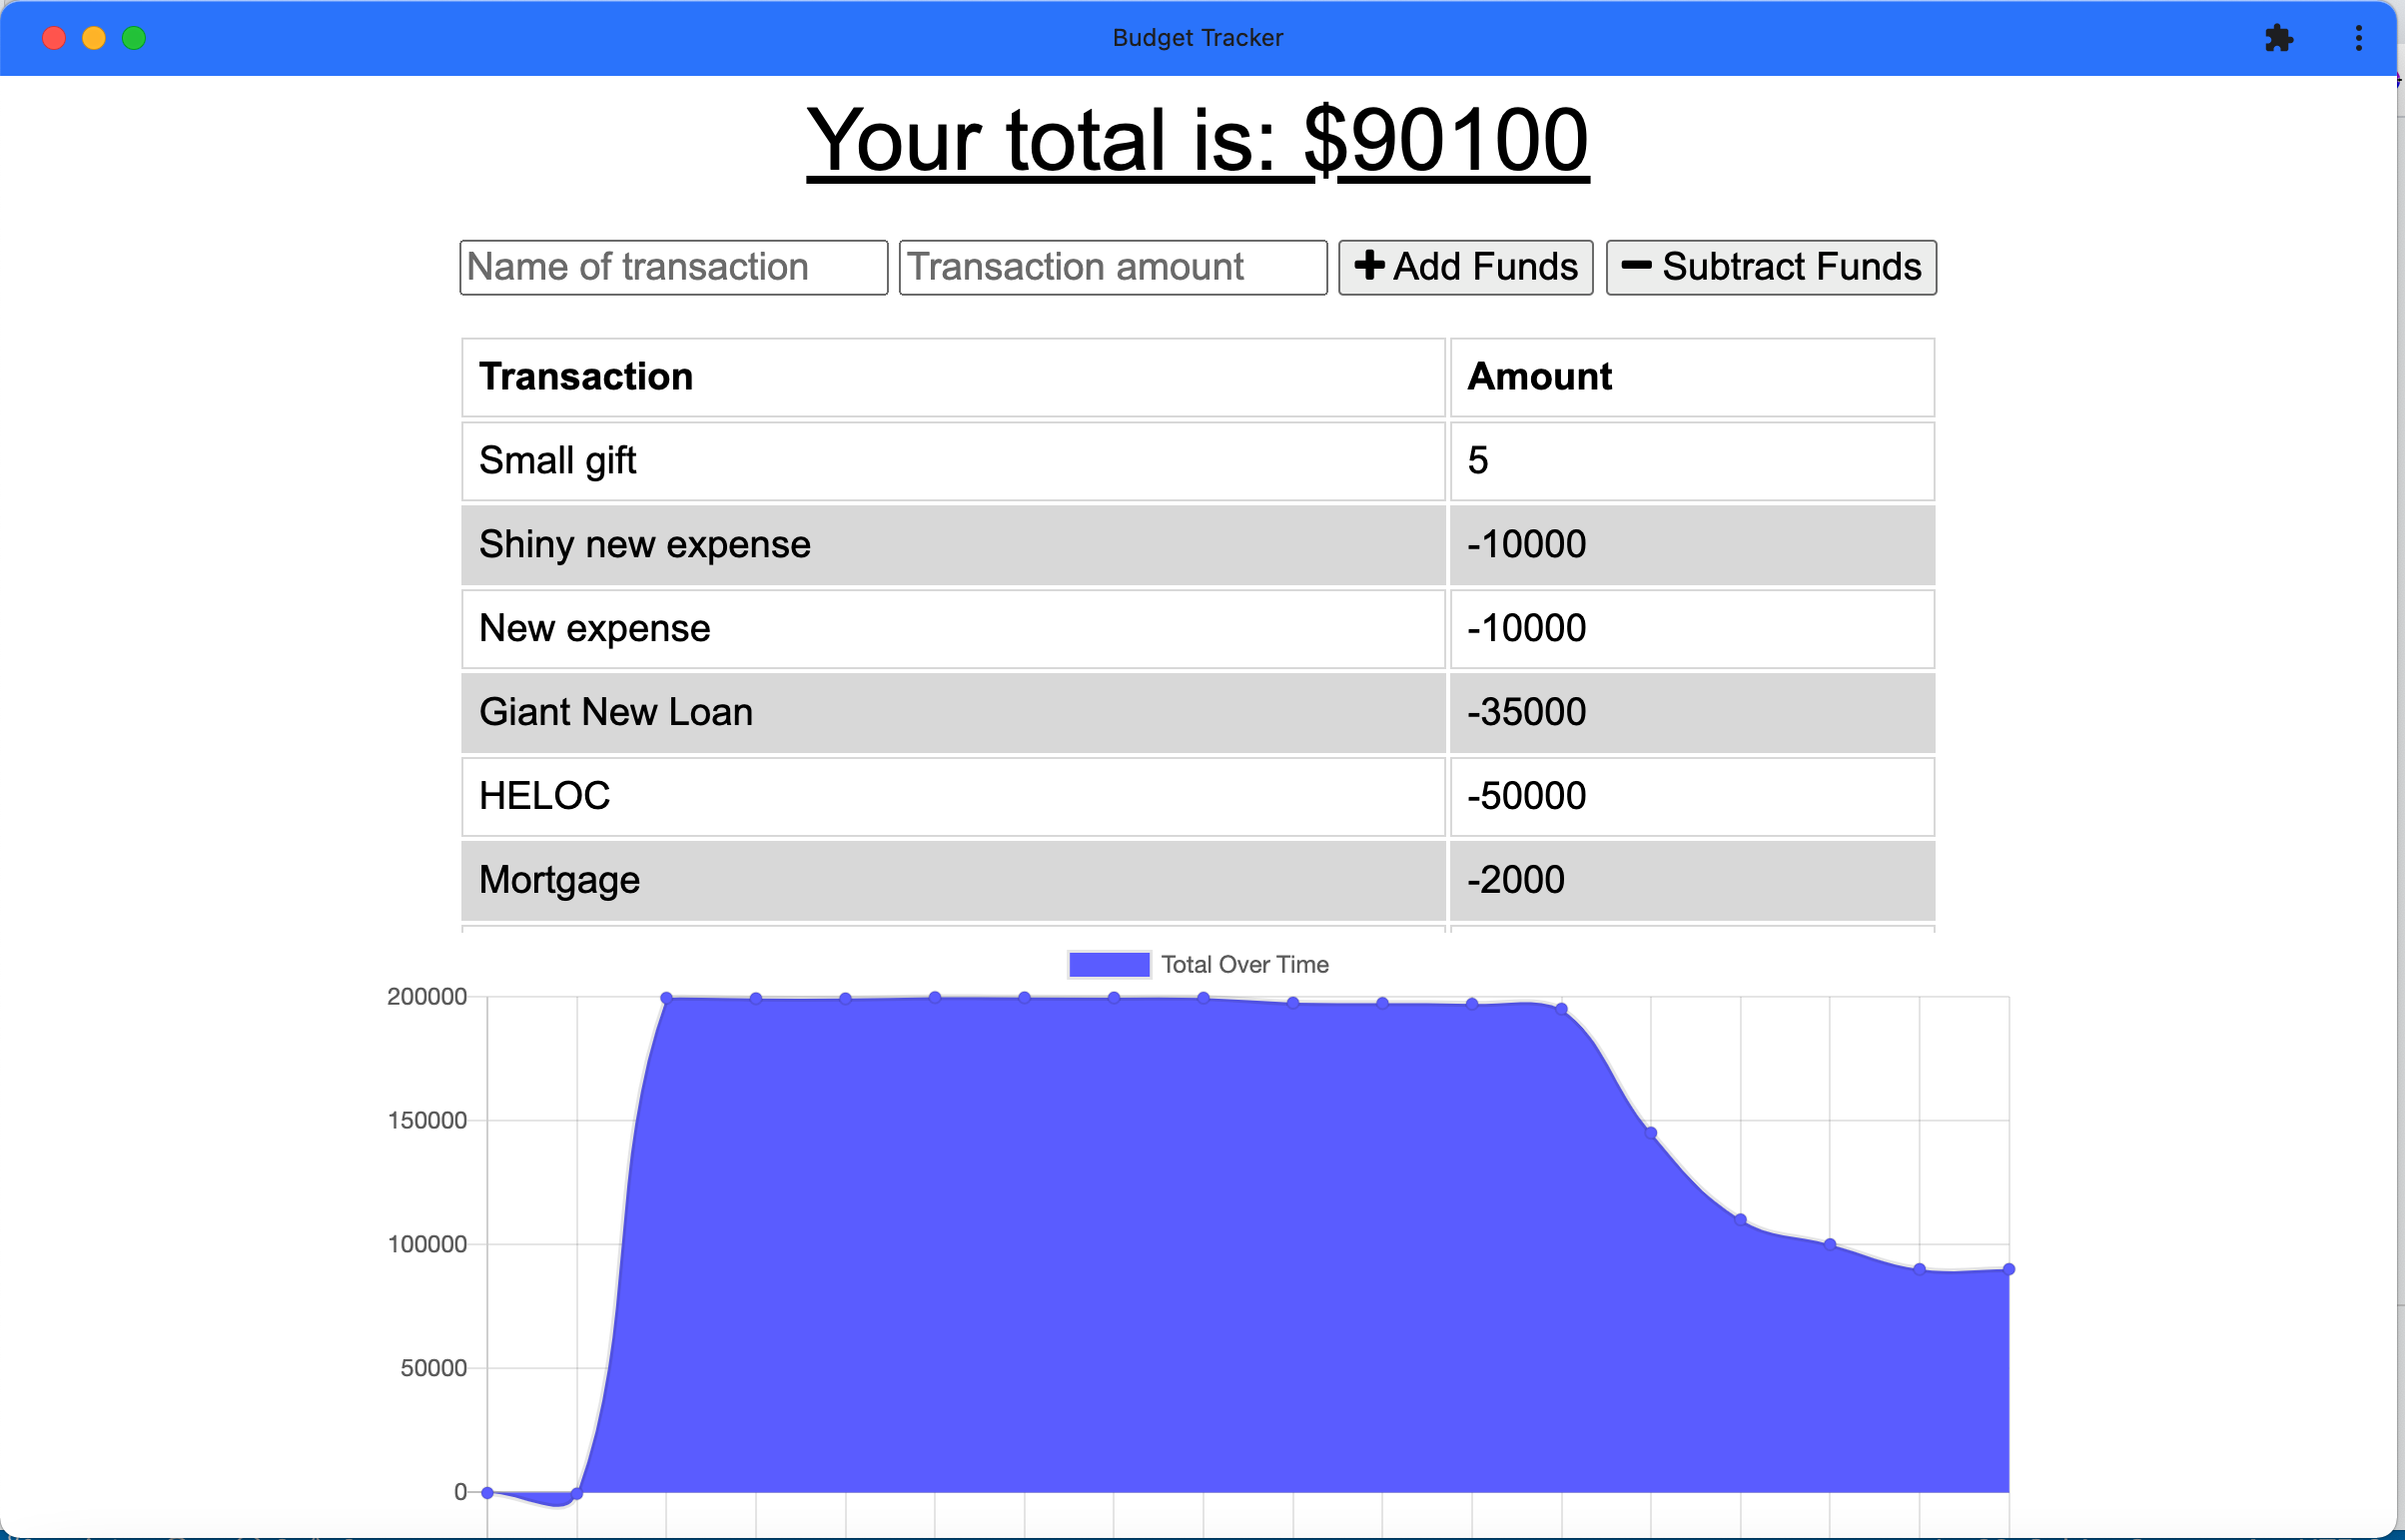 Budget Tracker
Your total is: $90100
Name of transaction Transaction amount Add Funds Subtract Funds
Transaction Amount
Small gift 5
Shiny new expense -10000
New expense -10000
Giant New Loan -35000
HELOC -50000
Mortgage -2000
Total Over Time
200000
150000
100000
50000
0